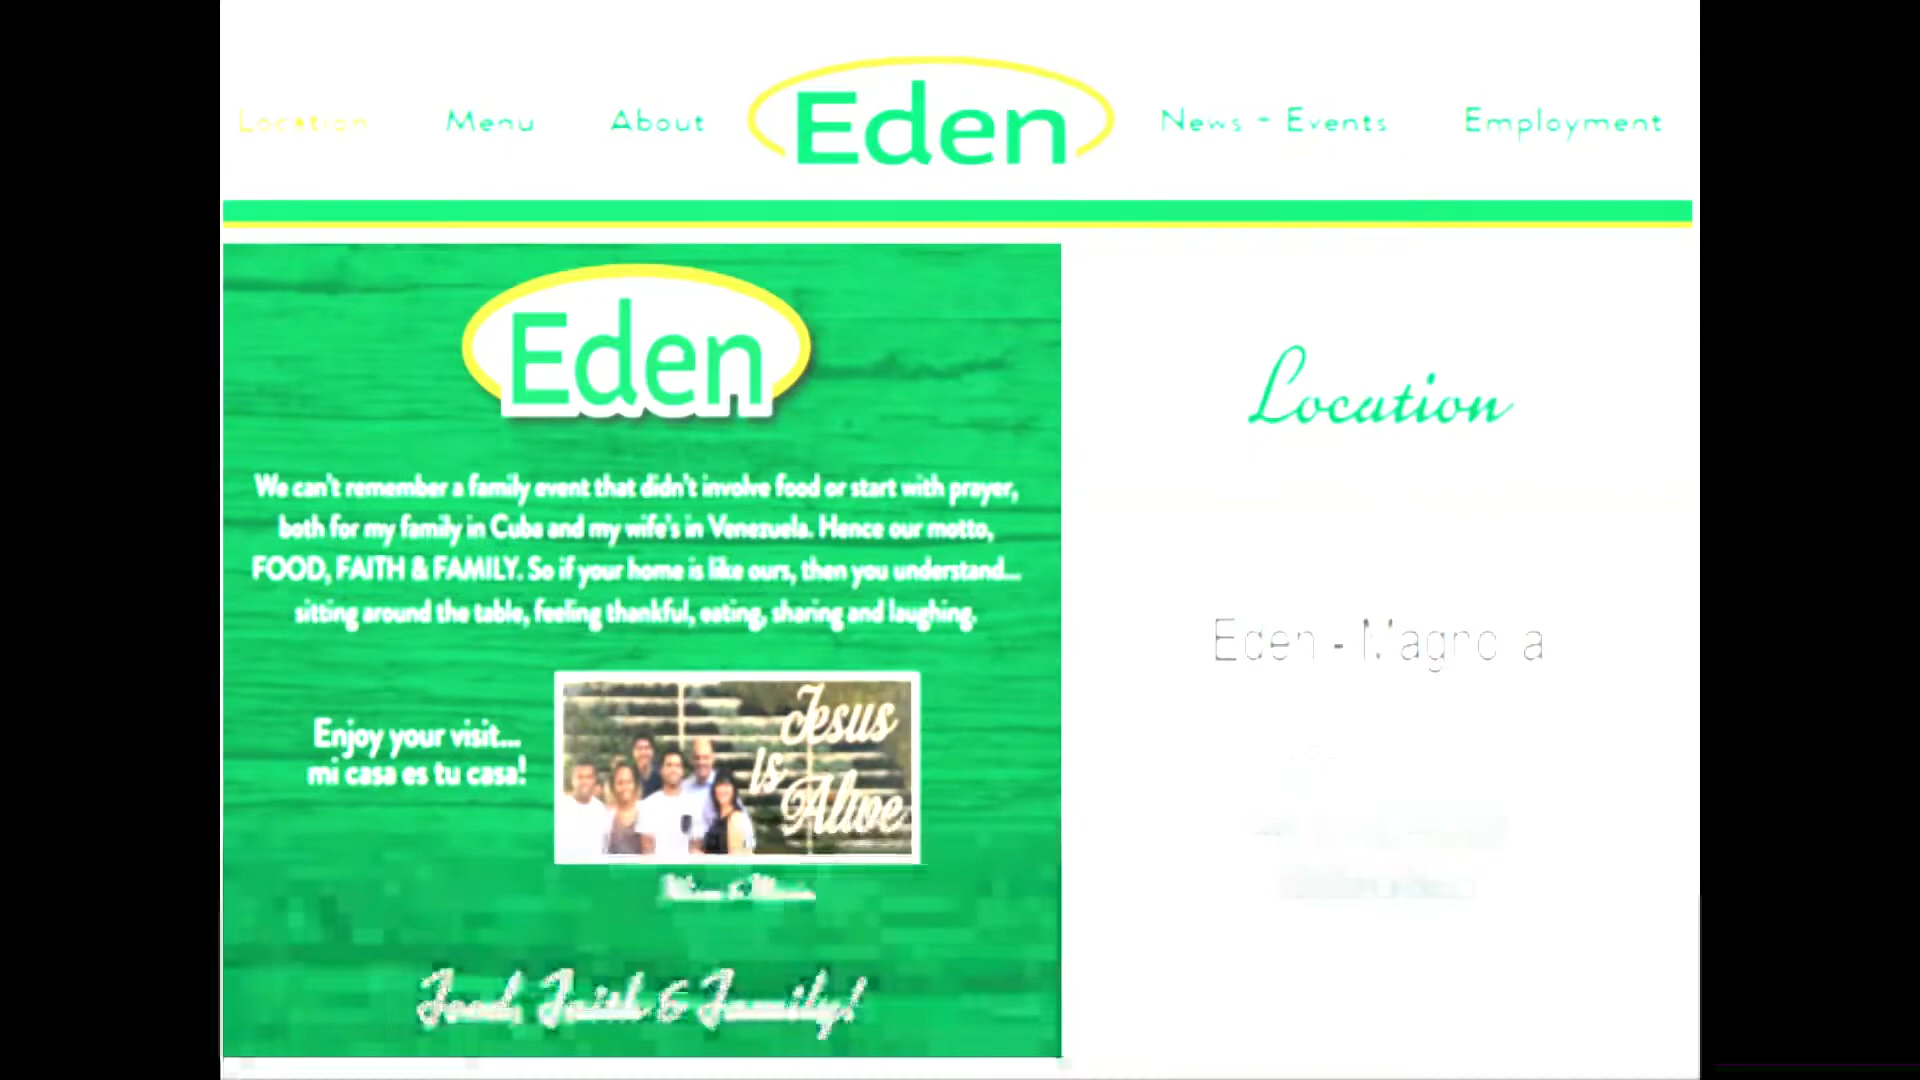 Location Menu About Eden News - Events Employment
Eden
We can't remember a family event that didn't involve food or start with prayer,
both for my family in Cuba and my wife's in Venezuela. Hence our motto,
FOOD, FAITH & FAMILY. So if your home is like ours, then you understand...
sitting around the table, feeling thankful, eating, sharing and laughing.
Enjoy your visit...
mi casa es tu casa!
Jesus
is
Alive
Food, Faith & Family!
Location
Eden - Magnolia